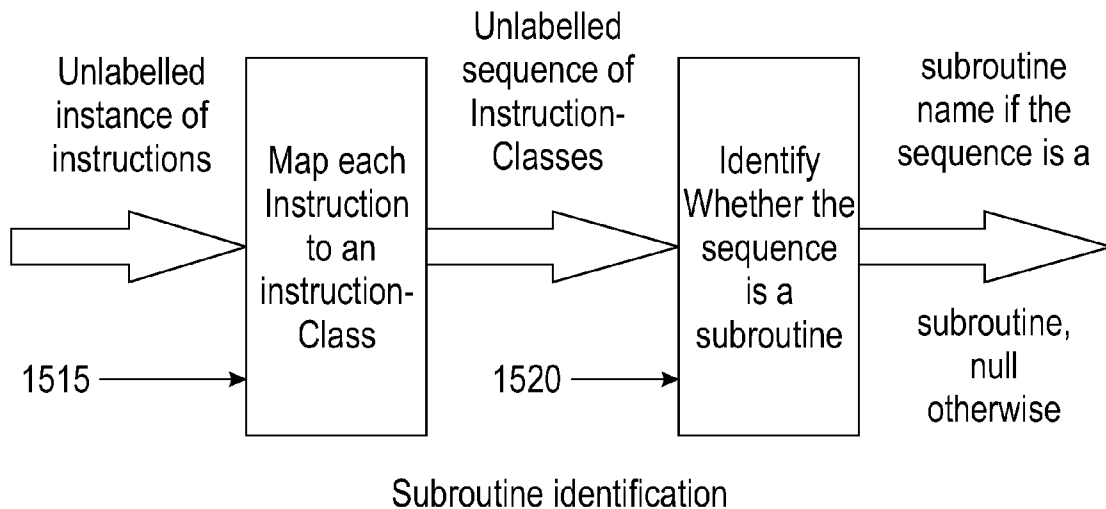 Unlabelled
instance of
instructions
Map each
Instruction
to an
instruction-
Class
Unlabelled
sequence of
Instruction-
Classes
Identify
Whether the
sequence
is a
subroutine
subroutine
name if the
sequence is a
subroutine,
null
otherwise
1515
1520
Subroutine identification